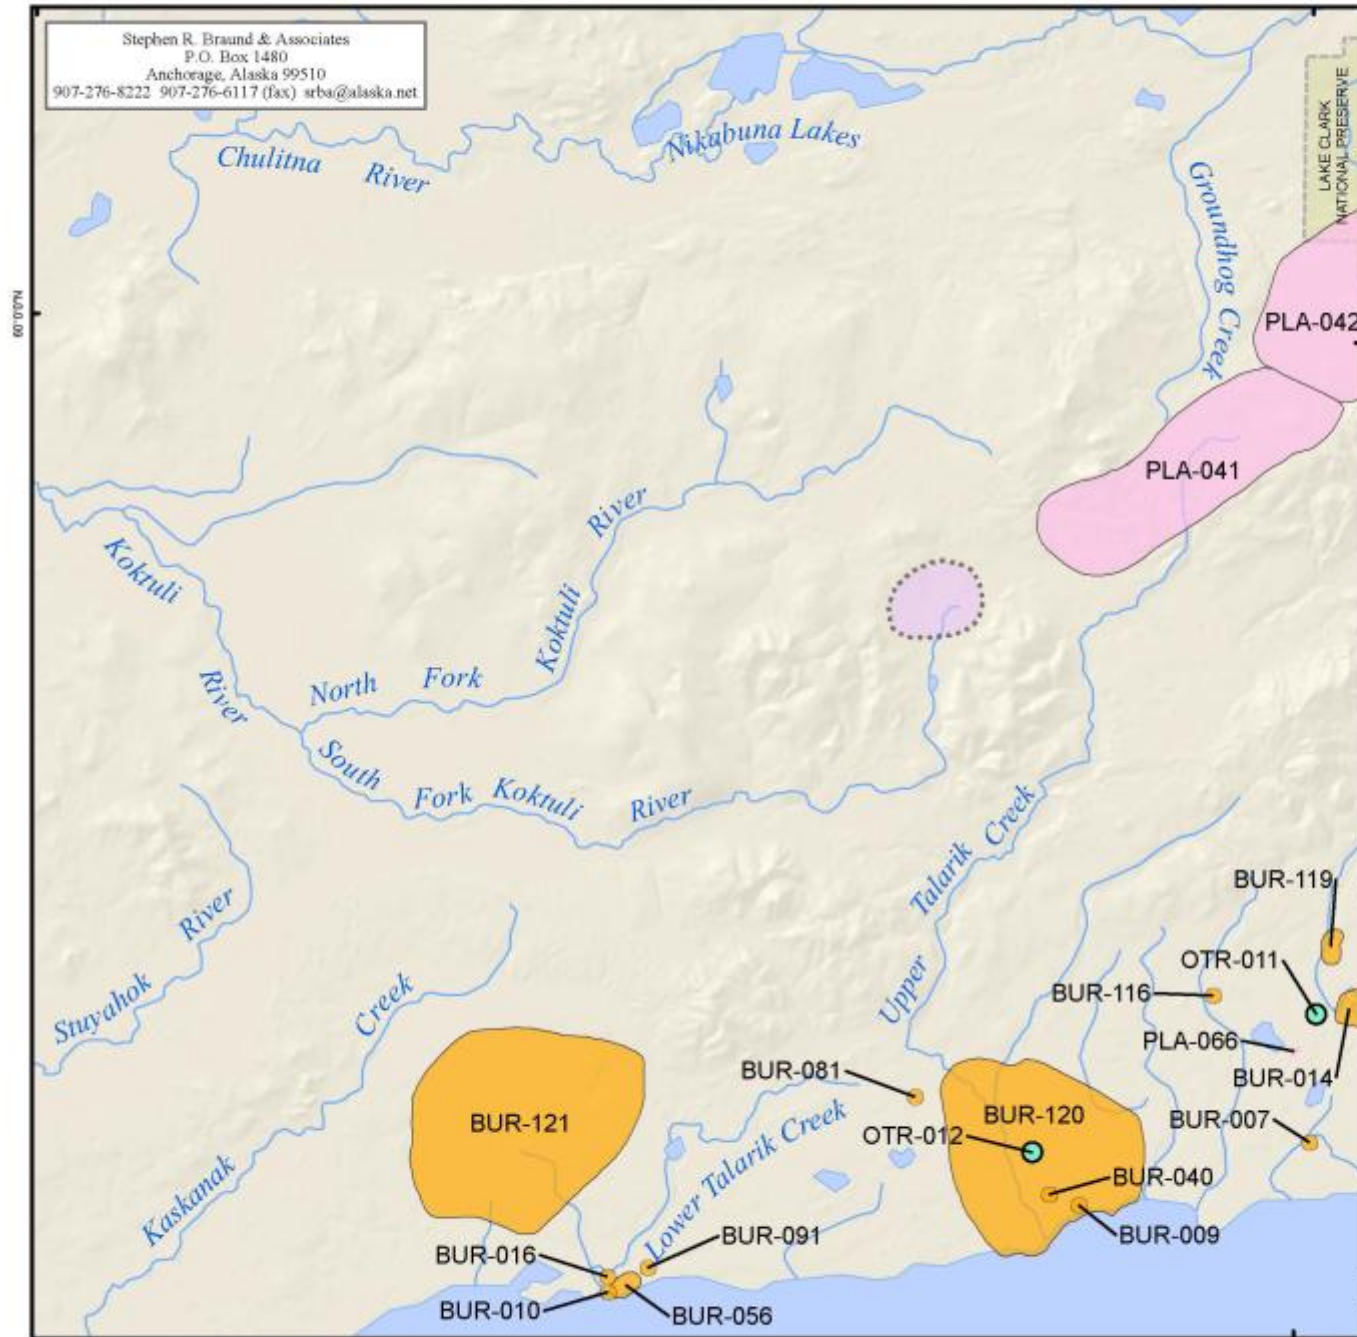 Stephen R. Braund & Associates
P.O. Box 1480
Anchorage, Alaska 99510
907-276-8222 907-276-6117 (fax) srba@alaska.net
LAKE CLARK
NATIONAL PRESERVE
Nikabuna Lakes
Chulitna River
Groundhog Creek
60°0'0"N
PLA-042
PLA-041
Koktuli River
North Fork Koktuli River
South Fork Koktuli River
Upper Talarik Creek
BUR-119
Stuyahok River
OTR-011
BUR-116
Kaskanak Creek
PLA-066
BUR-081
BUR-014
BUR-121
BUR-120
BUR-007
OTR-012
Lower Talarik Creek
BUR-040
BUR-091
BUR-009
BUR-016
BUR-010
BUR-056